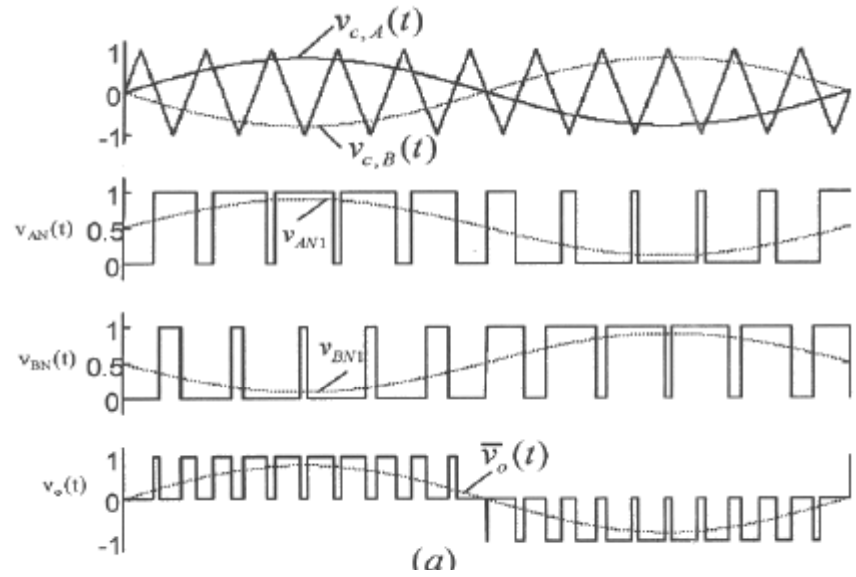 v_{c,A}(t)
1
0
-1
v_{c,B}(t)
1
v_{AN}(t) 0.5
v_{AN1}
0
1
v_{BN}(t) 0.5
v_{BN1}
0
v̅_o(t)
1
v_o(t) 0
-1
(a)